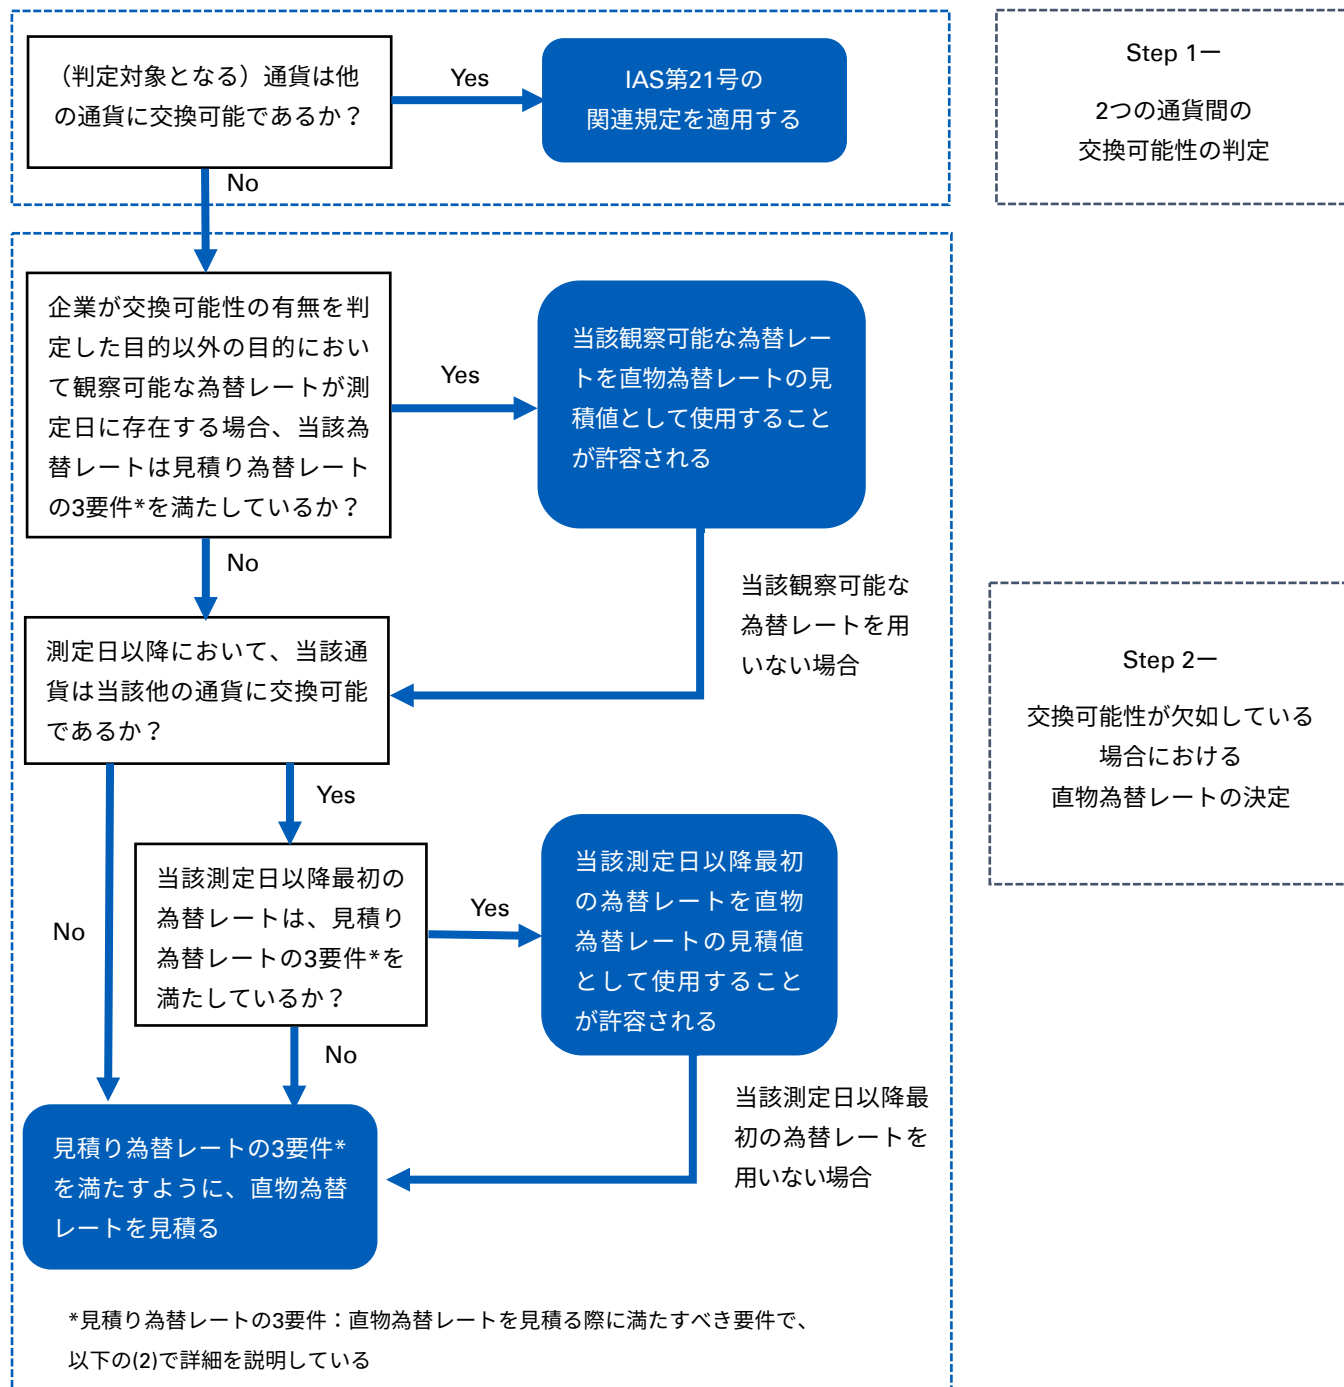 （判定対象となる）通貨は他
の通貨に交換可能であるか？
Yes
IAS第21号の
関連規定を適用する
No
Step 1ー
2つの通貨間の
交換可能性の判定
企業が交換可能性の有無を判
定した目的以外の目的におい
て観察可能な為替レートが測
定日に存在する場合、当該為
替レートは見積り為替レート
の3要件*を満たしているか？
Yes
当該観察可能な為替レー
トを直物為替レートの見
積値として使用すること
が許容される
No
当該観察可能な
為替レートを用
いない場合
測定日以降において、当該通
貨は当該他の通貨に交換可能
であるか？
Step 2ー
交換可能性が欠如している
場合における
直物為替レートの決定
Yes
No
当該測定日以降最初の
為替レートは、見積り
為替レートの3要件*を
満たしているか？
Yes
当該測定日以降最初
の為替レートを直物
為替レートの見積値
として使用すること
が許容される
No
当該測定日以降最
初の為替レートを
用いない場合
見積り為替レートの3要件*
を満たすように、直物為替
レートを見積る
*見積り為替レートの3要件：直物為替レートを見積る際に満たすべき要件で、
以下の(2)で詳細を説明している